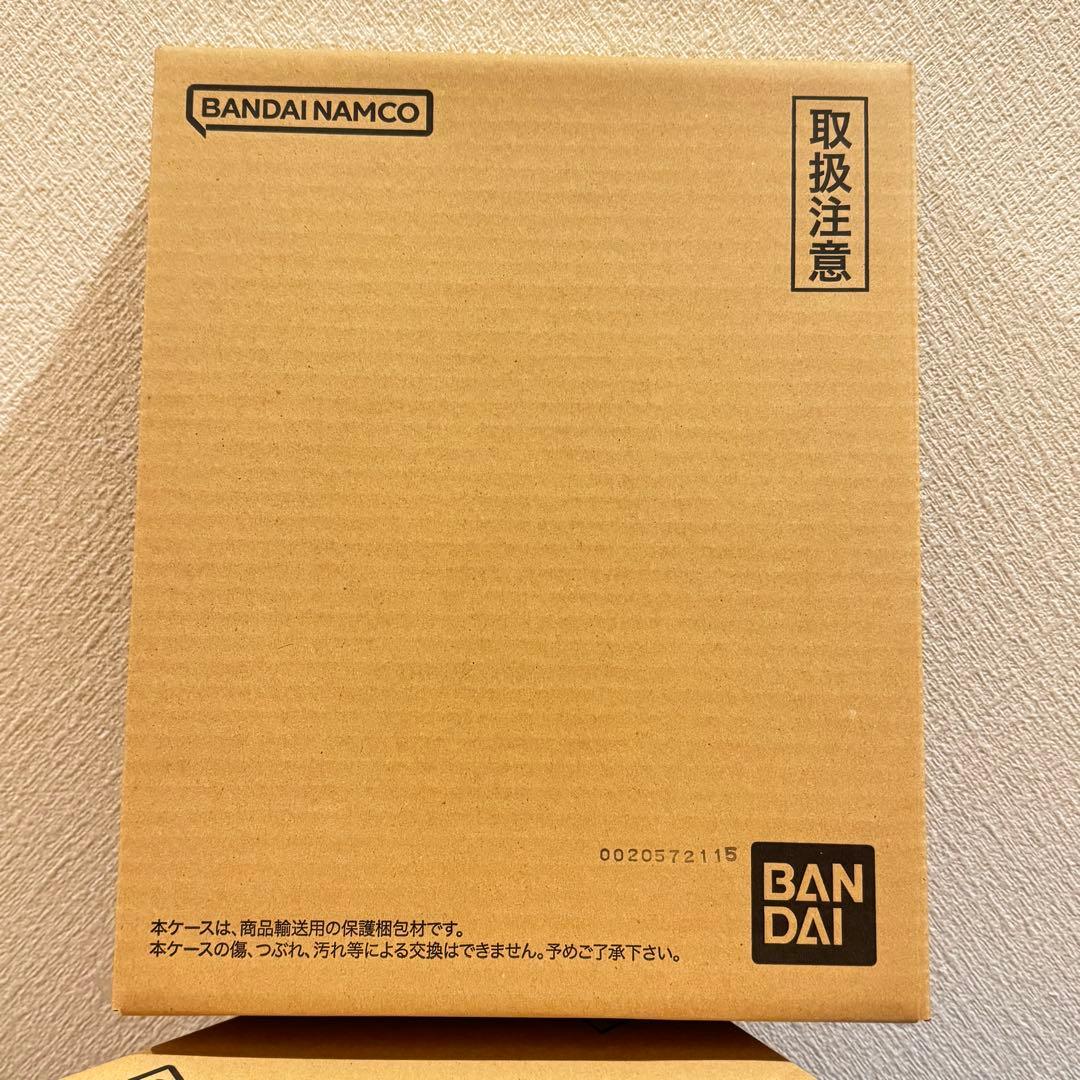 BANDAI NAMCO
取扱注意
0020572115
BAN
DAI
本ケースは、商品輸送用の保護梱包材です。
本ケースの傷、つぶれ、汚れ等による交換はできません。予めご了承下さい。